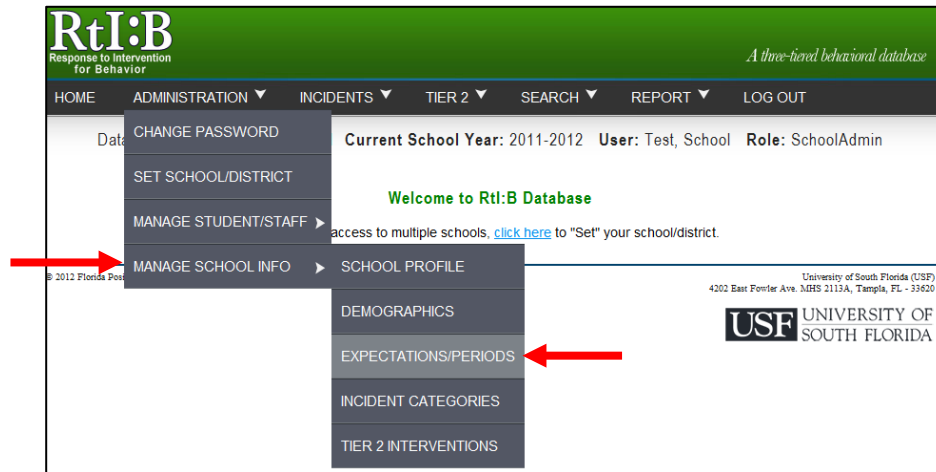 RtI:B
Response to Intervention
for Behavior
A three-tiered behavioral database
HOME ADMINISTRATION INCIDENTS TIER 2 SEARCH REPORT LOG OUT
Data Current School Year: 2011-2012 User: Test, School Role: SchoolAdmin
CHANGE PASSWORD
SET SCHOOL/DISTRICT
Welcome to RtI:B Database
MANAGE STUDENT/STAFF
access to multiple schools, click here to "Set" your school/district.
MANAGE SCHOOL INFO
SCHOOL PROFILE
© 2012 Florida Posi
University of South Florida (USF)
4202 East Fowler Ave. MHS 2113A, Tampla, FL - 33620
DEMOGRAPHICS
USF UNIVERSITY OF
SOUTH FLORIDA
EXPECTATIONS/PERIODS
INCIDENT CATEGORIES
TIER 2 INTERVENTIONS